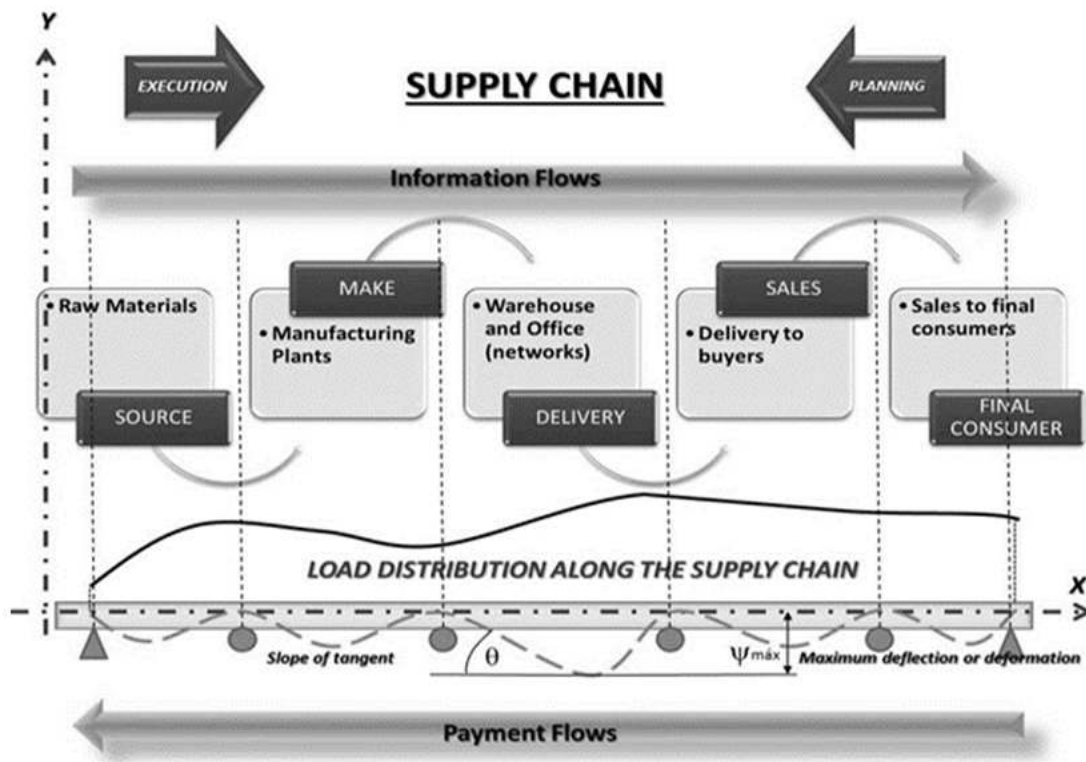 Y
EXECUTION
SUPPLY CHAIN
PLANNING
Information Flows
MAKE
SALES
• Raw Materials
• Manufacturing
Plants
• Warehouse
and Office
(networks)
• Delivery to
buyers
• Sales to final
consumers
SOURCE
DELIVERY
FINAL
CONSUMER
LOAD DISTRIBUTION ALONG THE SUPPLY CHAIN
X
Slope of tangent
θ
Ψmáx
Maximum deflection or deformation
Payment Flows